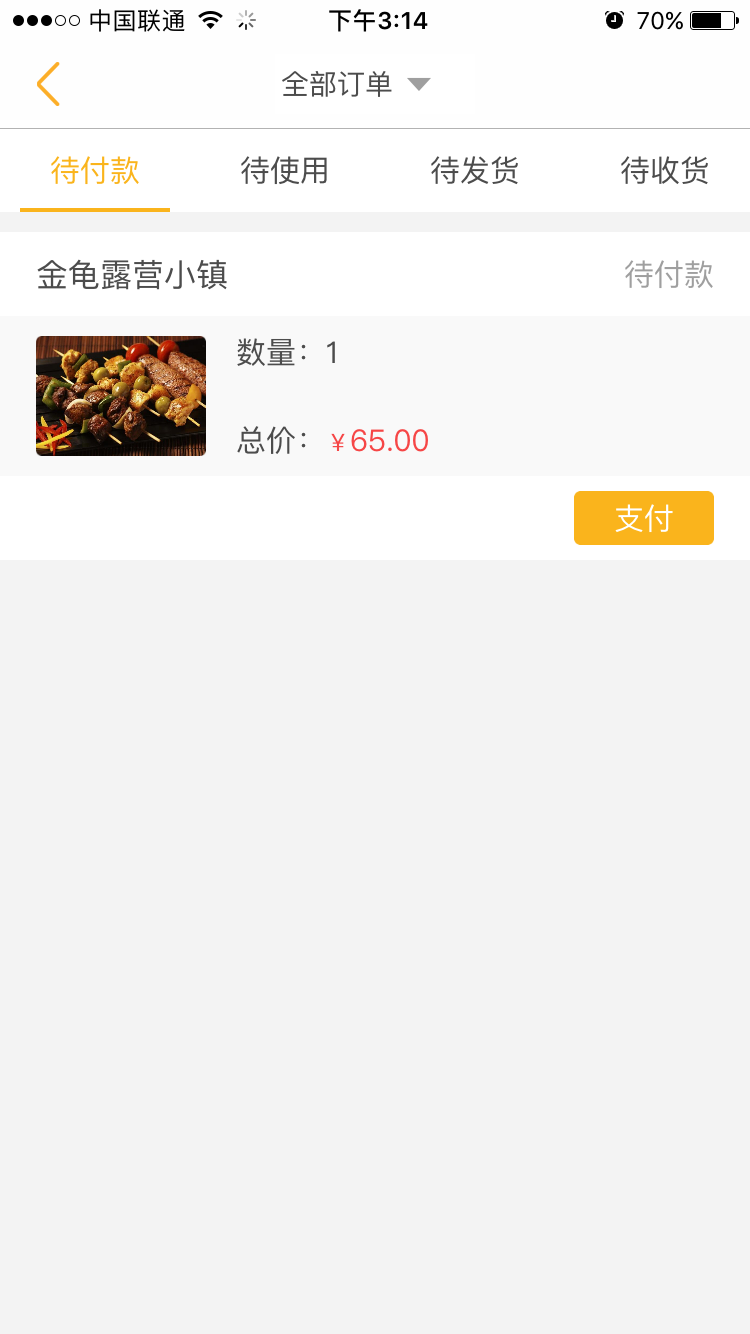 中国联通 下午3:14 70%
全部订单
待付款 待使用 待发货 待收货
金龟露营小镇 待付款
数量：1
总价：￥65.00
支付